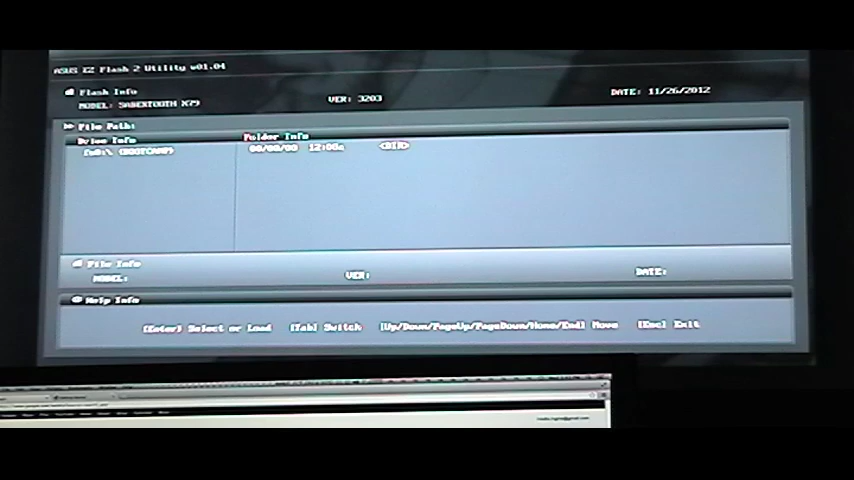 ASUS EZ Flash 2 Utility v01.04
Flash Info
MODEL: SABERTOOTH X79 VER: 3203 DATE: 11/26/2012
File Path:
Drive Info Folder Info
fs0:\ (BOOTCAMP) 00/00/00 12:00a <DIR>
File Info
MODEL: VER: DATE:
Help Info
[Enter] Select or Load [Tab] Switch [Up/Down/PageUp/PageDown/Home/End] Move [Esc] Exit